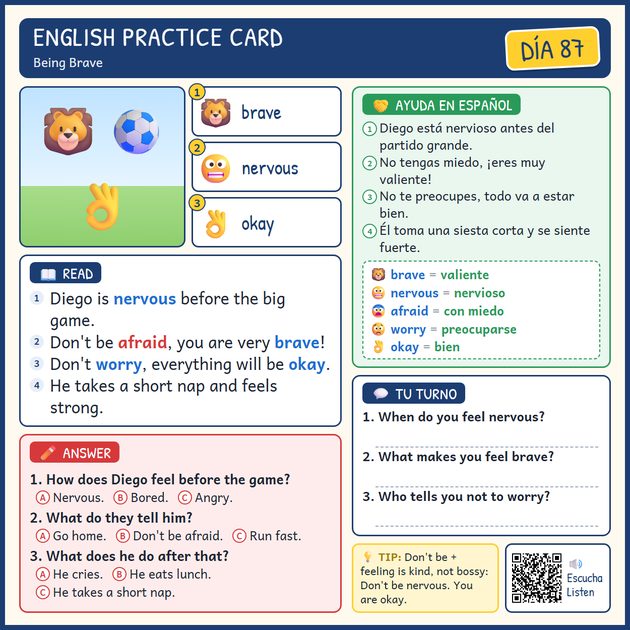 ENGLISH PRACTICE CARD
Being Brave
DÍA 87
1
brave
2
nervous
3
okay
READ
1 Diego is nervous before the big
game.
2 Don't be afraid, you are very brave!
3 Don't worry, everything will be okay.
4 He takes a short nap and feels
strong.
ANSWER
1. How does Diego feel before the game?
A Nervous. B Bored. C Angry.
2. What do they tell him?
A Go home. B Don't be afraid. C Run fast.
3. What does he do after that?
A He cries. B He eats lunch.
C He takes a short nap.
AYUDA EN ESPAÑOL
1 Diego está nervioso antes del
partido grande.
2 No tengas miedo, ¡eres muy
valiente!
3 No te preocupes, todo va a estar
bien.
4 Él toma una siesta corta y se siente
fuerte.
brave = valiente
nervous = nervioso
afraid = con miedo
worry = preocuparse
okay = bien
TU TURNO
1. When do you feel nervous?
2. What makes you feel brave?
3. Who tells you not to worry?
TIP: Don't be +
feeling is kind, not bossy:
Don't be nervous. You
are okay.
Escucha
Listen